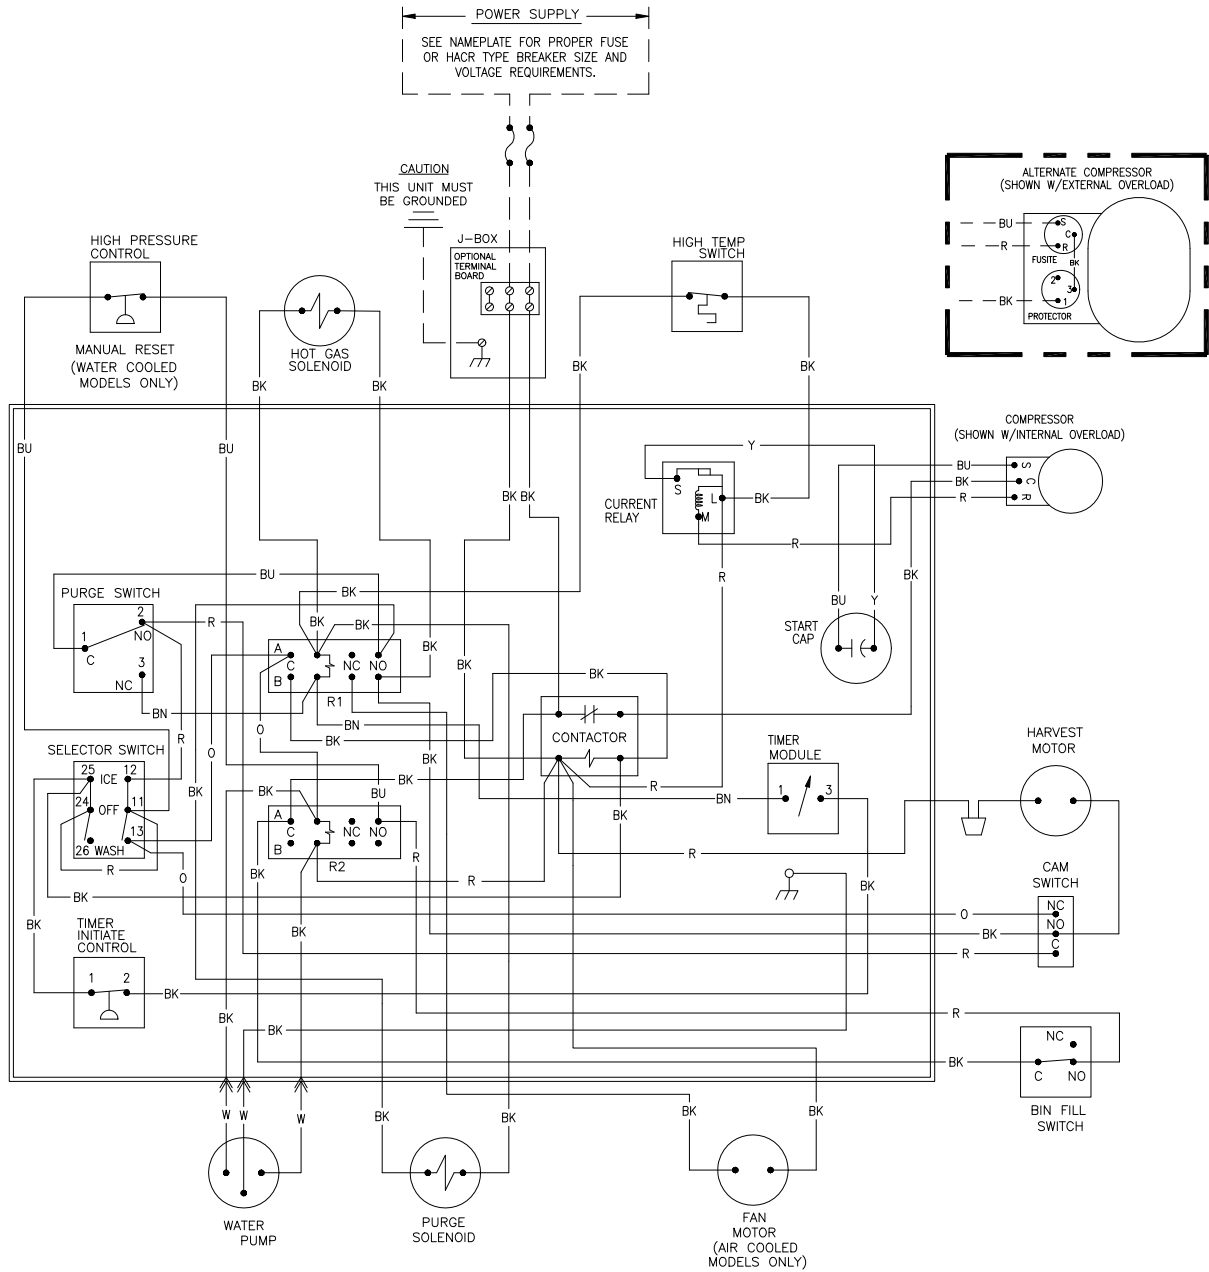 POWER SUPPLY
SEE NAMEPLATE FOR PROPER FUSE
OR HACR TYPE BREAKER SIZE AND
VOLTAGE REQUIREMENTS.
CAUTION
THIS UNIT MUST
BE GROUNDED
ALTERNATE COMPRESSOR
(SHOWN W/EXTERNAL OVERLOAD)
BU
S
C
R
R
FUSITE
BK
2
3
BK
1
PROTECTOR
HIGH PRESSURE
CONTROL
MANUAL RESET
(WATER COOLED
MODELS ONLY)
HOT GAS
SOLENOID
J-BOX
OPTIONAL
TERMINAL
BOARD
HIGH TEMP
SWITCH
BK
BK
BK
BK
BU
BU
COMPRESSOR
(SHOWN W/INTERNAL OVERLOAD)
Y
BU
S
BK
C
R
R
CURRENT
RELAY
S
L
M
BK
BK BK
R
R
BK
BU
Y
START
CAP
PURGE SWITCH
1
C
2
NO
3
NC
BU
BK
R
BK
BK
BK
BK
A
C
NC
NO
B
R1
BN
BN
BK
BK
O
O
R
BK
BK
CONTACTOR
BK
R
BK
BN
TIMER
MODULE
1
3
HARVEST
MOTOR
SELECTOR SWITCH
25
ICE
12
24
OFF
11
13
26
WASH
R
O
BK
BK
BU
A
C
NC
NO
B
R2
R
BK
R
R
BK
BK
CAM
SWITCH
NC
NO
C
O
BK
R
TIMER
INITIATE
CONTROL
1
2
BK
BK
BK
BK
BK
R
BK
NC
C
NO
BIN FILL
SWITCH
W
W
W
BK
BK
BK
BK
WATER
PUMP
PURGE
SOLENOID
FAN
MOTOR
(AIR COOLED
MODELS ONLY)